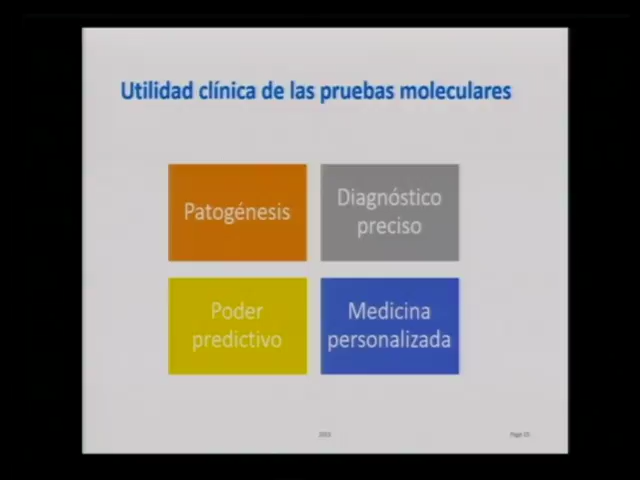 Utilidad clínica de las pruebas moleculares
Patogénesis
Diagnóstico
preciso
Poder
predictivo
Medicina
personalizada